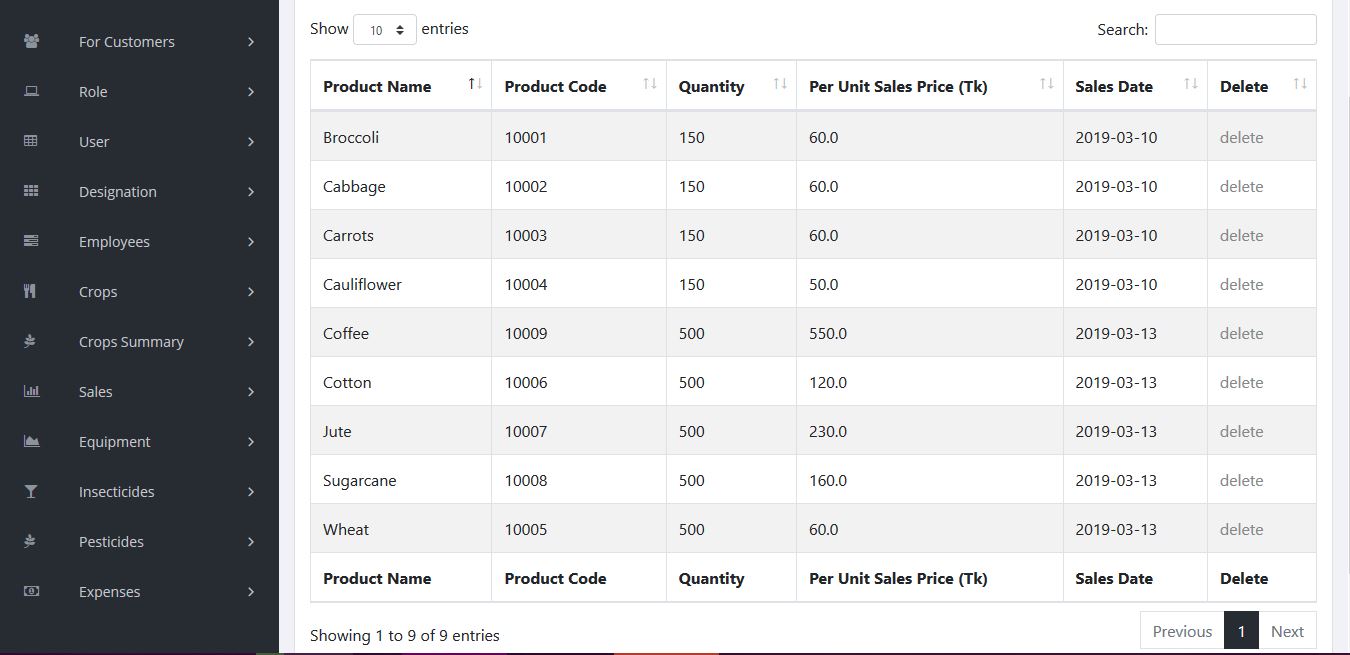 For Customers
Role
User
Designation
Employees
Crops
Crops Summary
Sales
Equipment
Insecticides
Pesticides
Expenses
Show 10 entries Search:
Product Name Product Code Quantity Per Unit Sales Price (Tk) Sales Date Delete
Broccoli 10001 150 60.0 2019-03-10 delete
Cabbage 10002 150 60.0 2019-03-10 delete
Carrots 10003 150 60.0 2019-03-10 delete
Cauliflower 10004 150 50.0 2019-03-10 delete
Coffee 10009 500 550.0 2019-03-13 delete
Cotton 10006 500 120.0 2019-03-13 delete
Jute 10007 500 230.0 2019-03-13 delete
Sugarcane 10008 500 160.0 2019-03-13 delete
Wheat 10005 500 60.0 2019-03-13 delete
Product Name Product Code Quantity Per Unit Sales Price (Tk) Sales Date Delete
Showing 1 to 9 of 9 entries Previous 1 Next